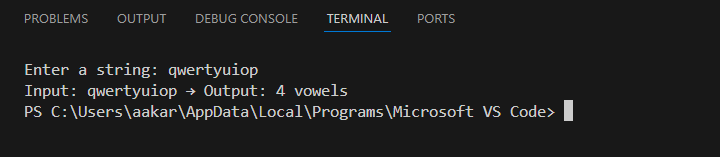 PROBLEMS OUTPUT DEBUG CONSOLE TERMINAL PORTS
Enter a string: qwertyuiop
Input: qwertyuiop → Output: 4 vowels
PS C:\Users\aakar\AppData\Local\Programs\Microsoft VS Code>